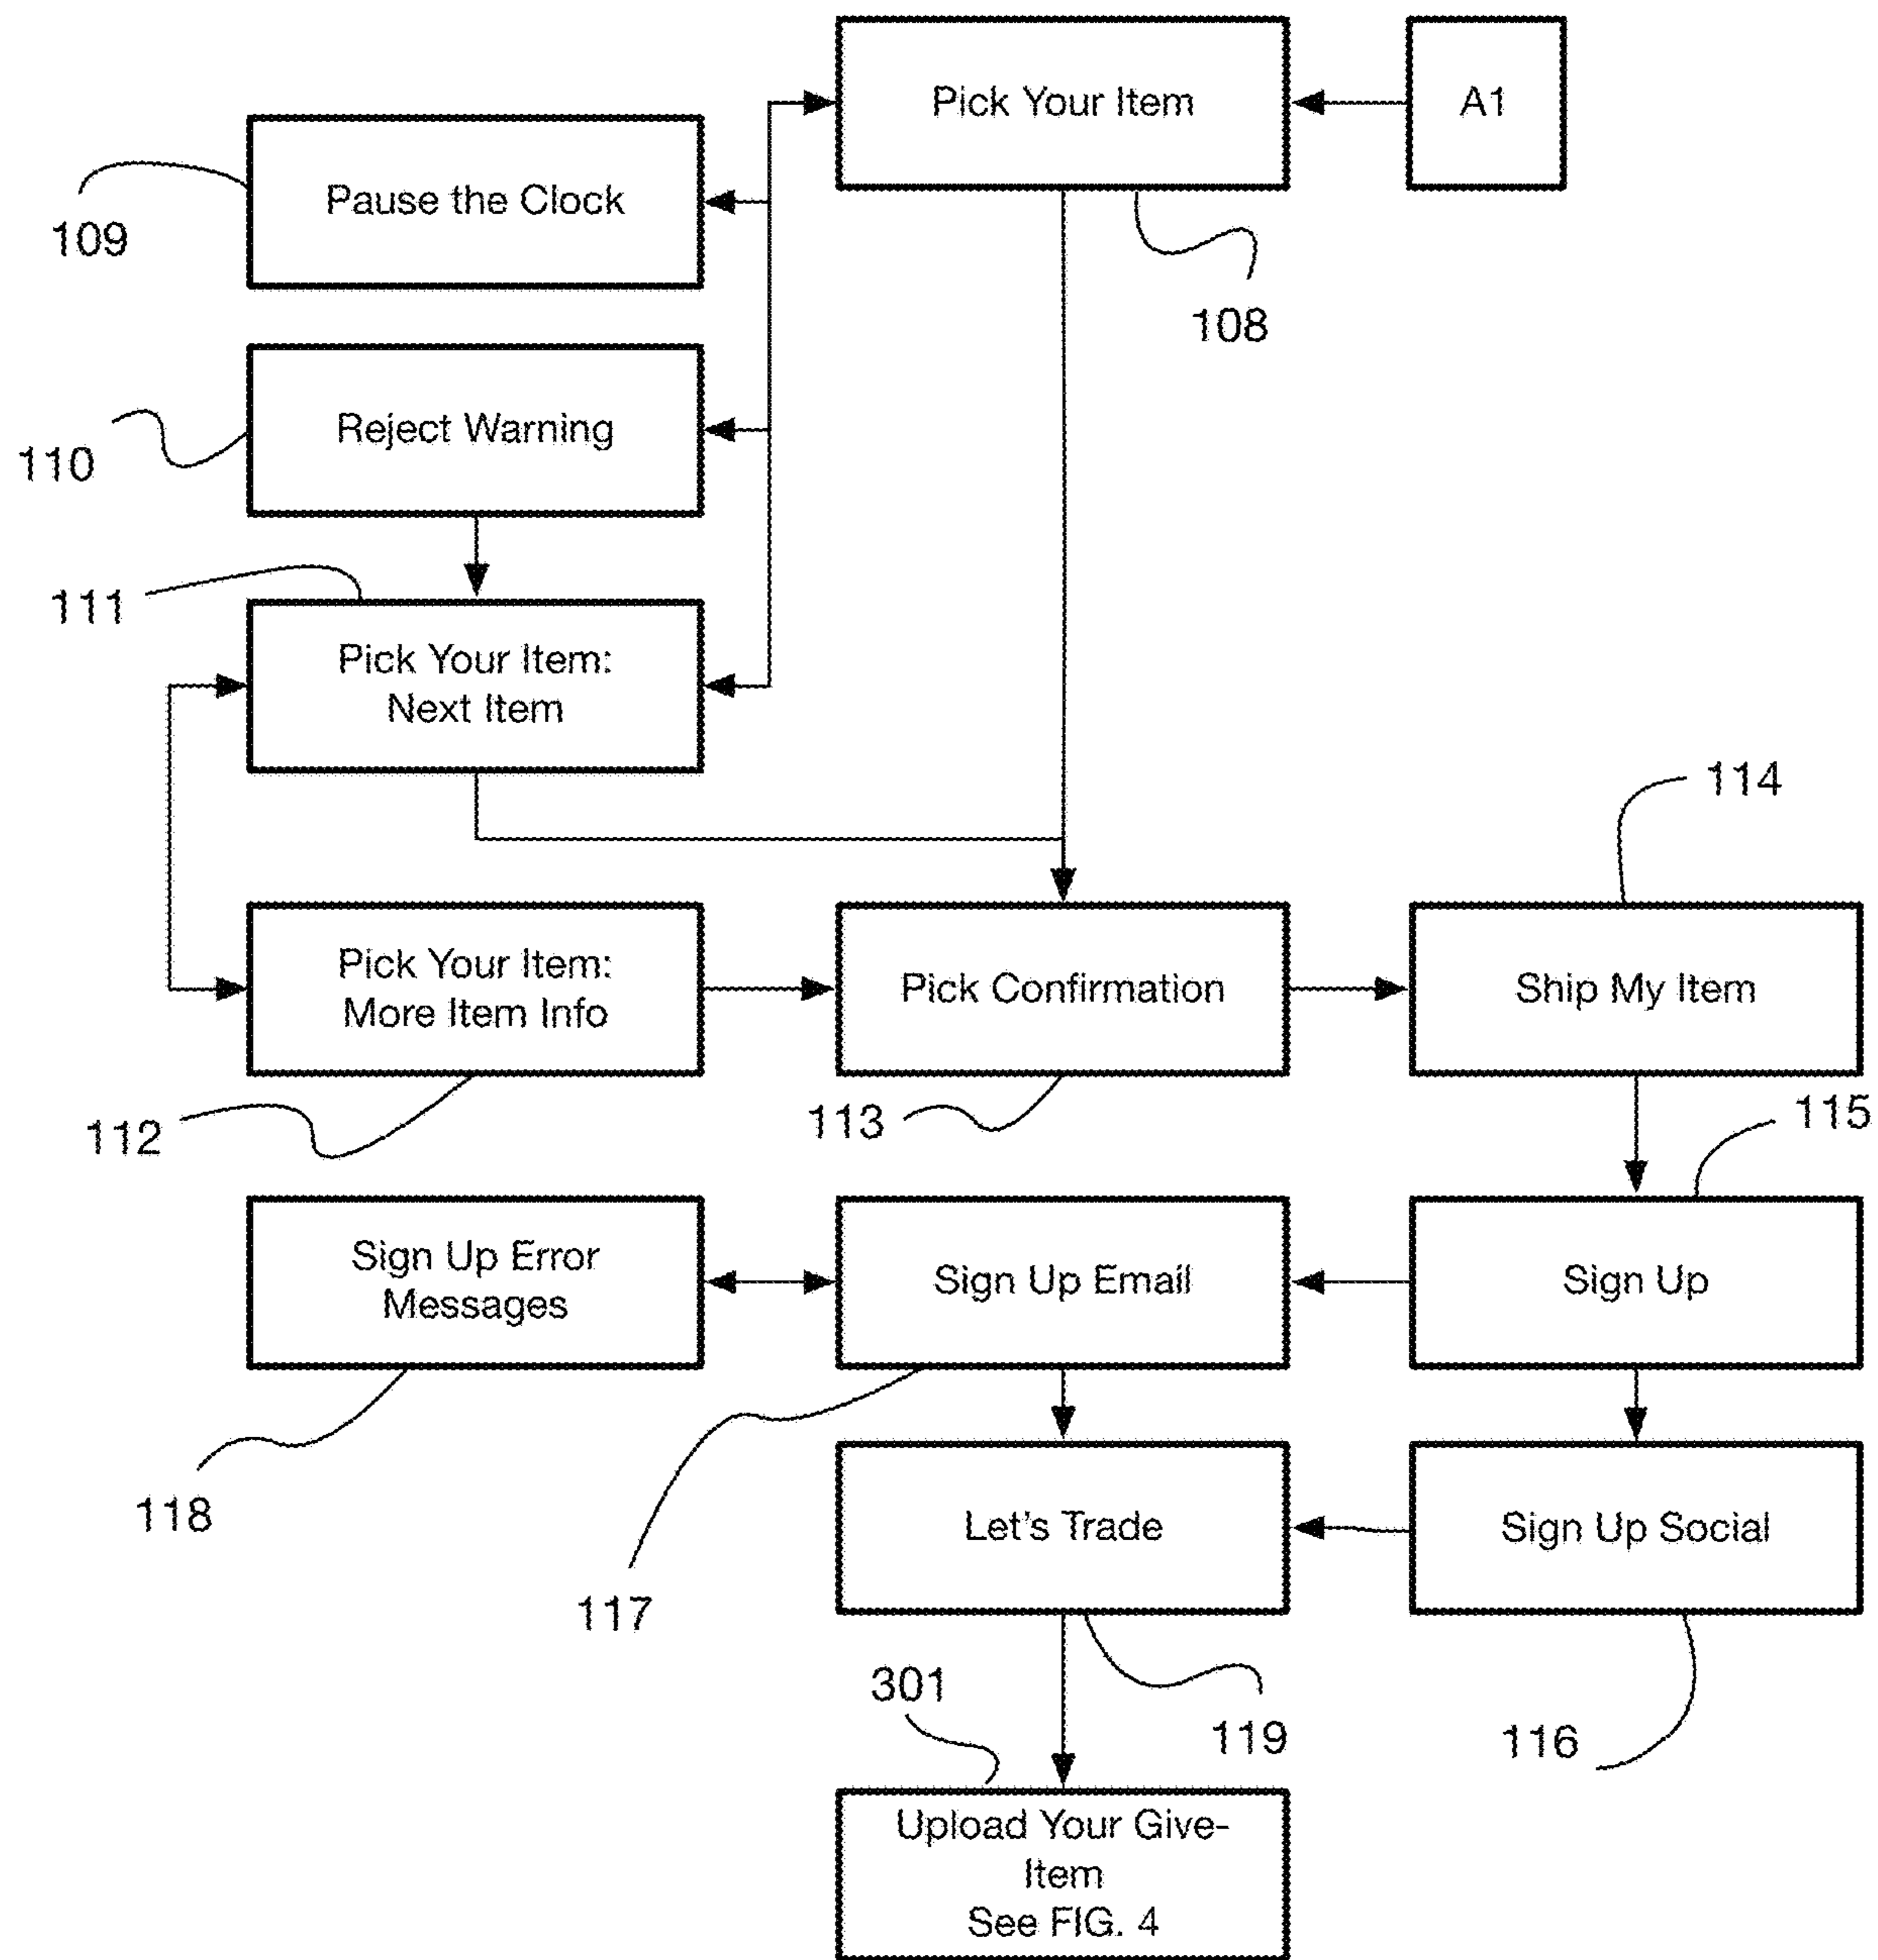 Pick Your Item
A1
Pause the Clock
109
108
Reject Warning
110
111
Pick Your Item:
Next Item
114
Pick Your Item:
More Item Info
Pick Confirmation
Ship My Item
112
113
115
Sign Up Error
Messages
Sign Up Email
Sign Up
118
117
Let's Trade
Sign Up Social
301
119
116
Upload Your Give-
Item
See FIG. 4